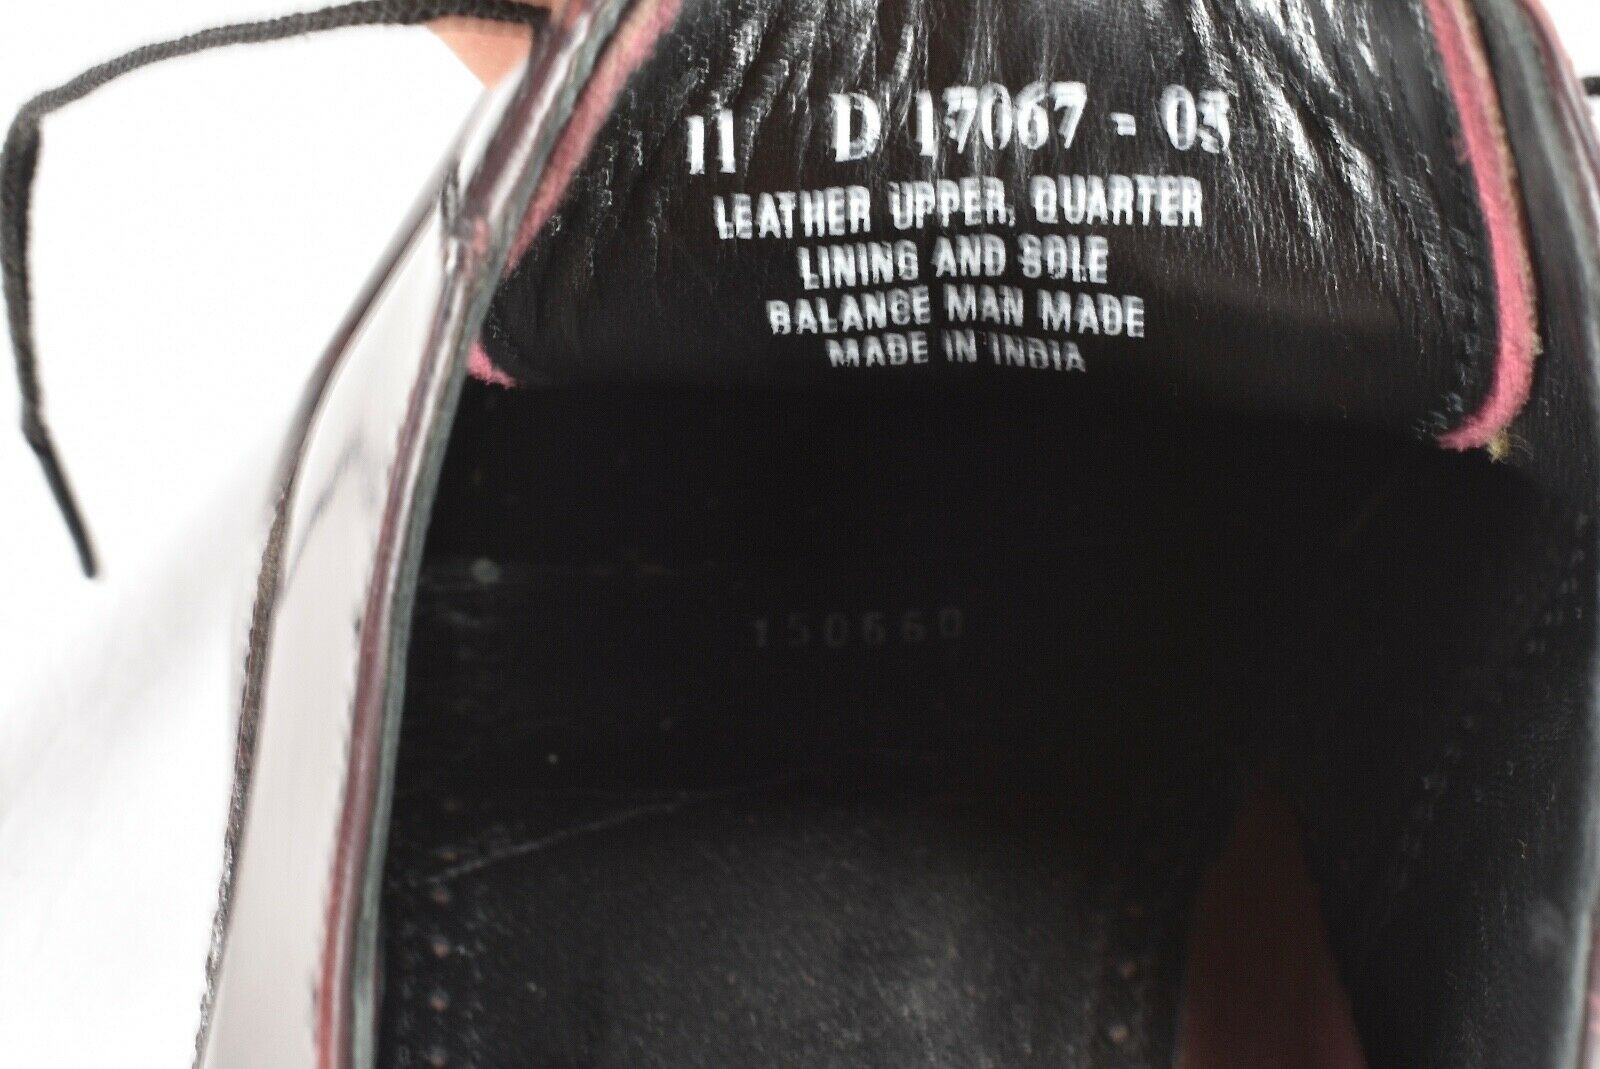 11 D 17067 - 05
LEATHER UPPER, QUARTER
LINING AND SOLE
BALANCE MAN MADE
MADE IN INDIA
150660